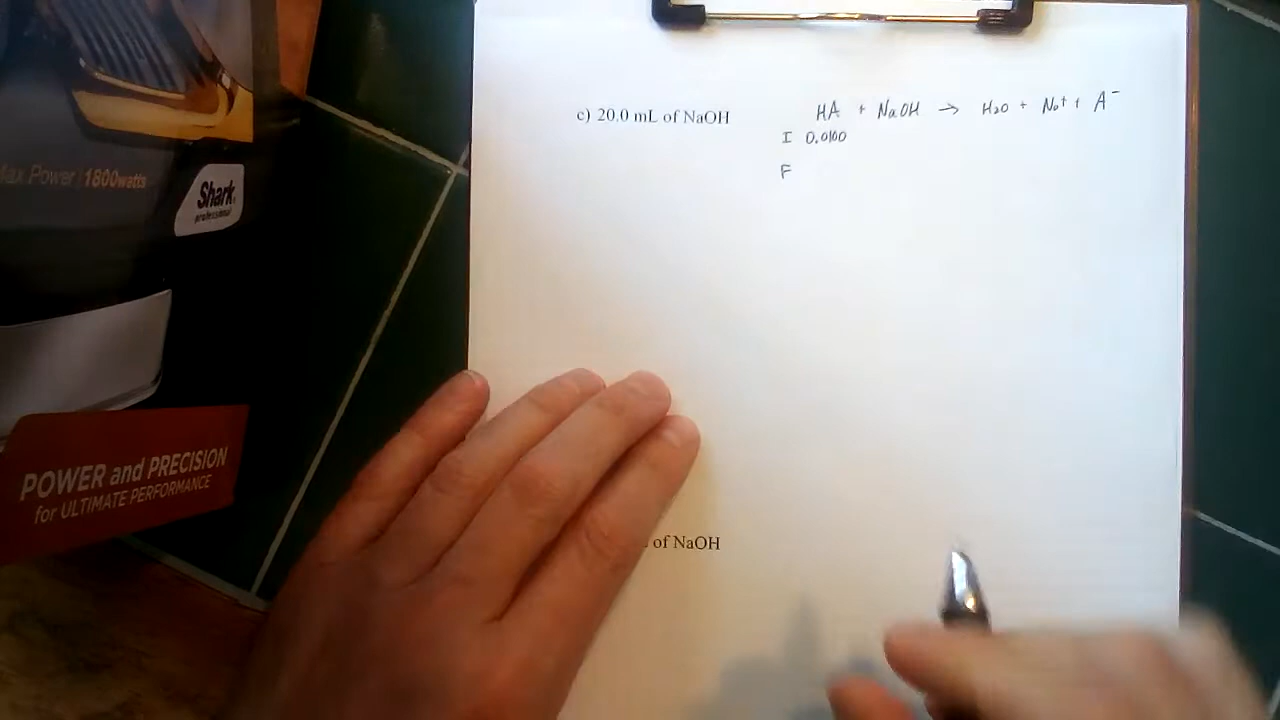 Max Power 1800watts
Shark
professional
POWER and PRECISION
for ULTIMATE PERFORMANCE
c) 20.0 mL of NaOH
HA + NaOH → H₂O + Na⁺ + A⁻
I 0.0100
F
of NaOH